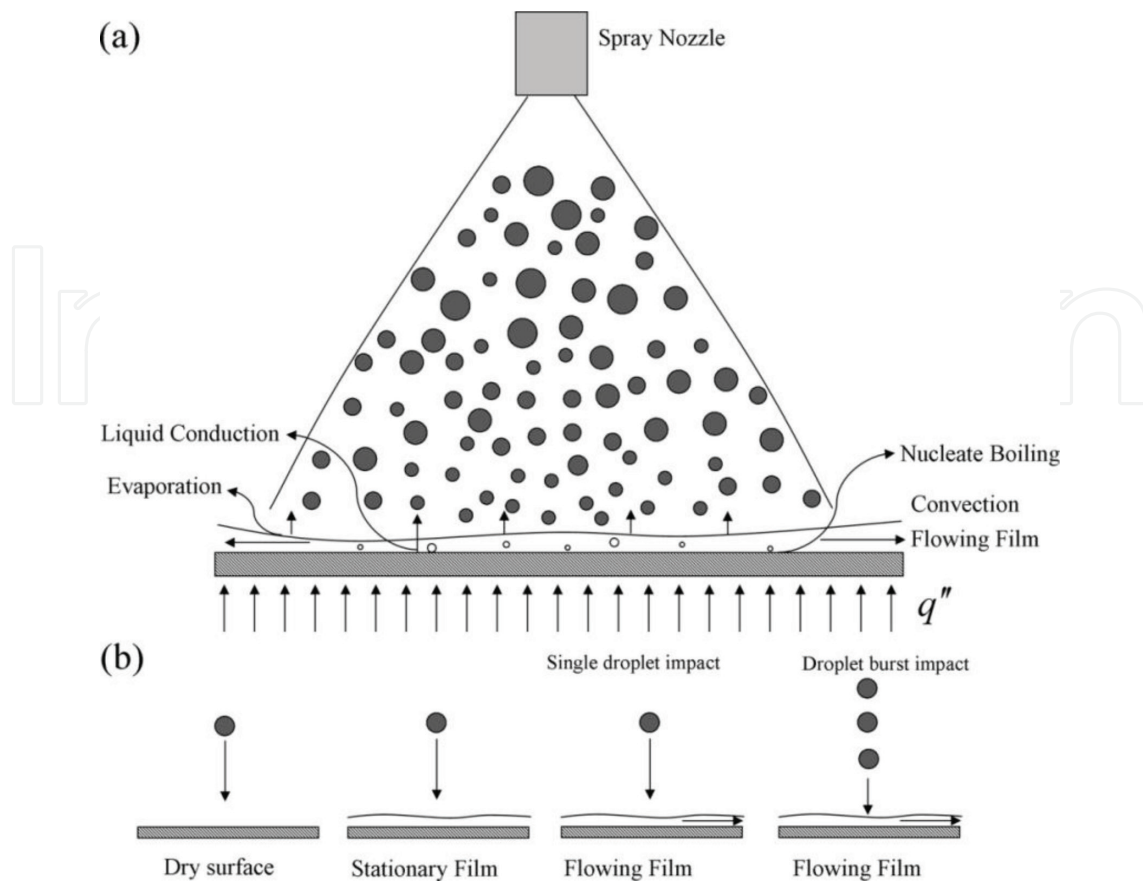 (a)
Spray Nozzle
Liquid Conduction
Nucleate Boiling
Evaporation
Convection
Flowing Film
q"
(b)
Single droplet impact
Droplet burst impact
Dry surface
Stationary Film
Flowing Film
Flowing Film